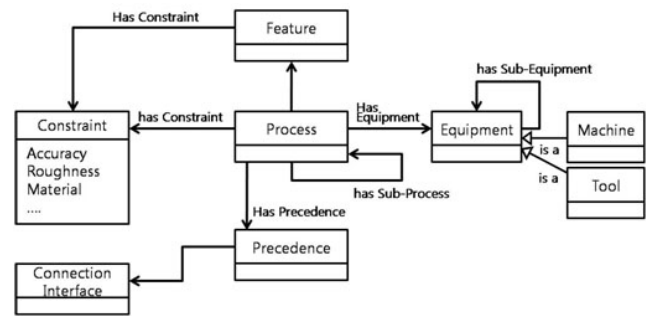 Has Constraint
Feature
has Sub-Equipment
Constraint
Accuracy
Roughness
Material
....
has Constraint
Process
Has
Equipment
Equipment
Machine
is a
is a
Tool
has Sub-Process
Has Precedence
Precedence
Connection
Interface